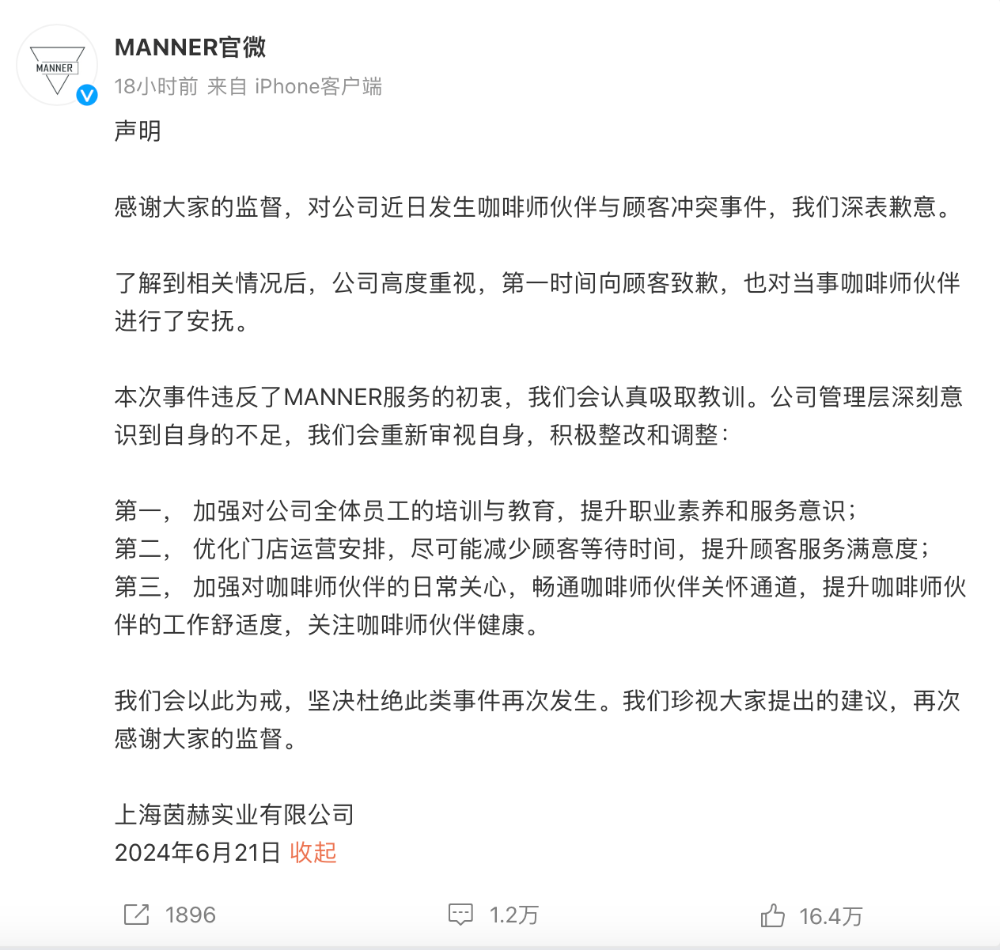 MANNER官微
MANNER
18小时前 来自 iPhone客户端
声明
感谢大家的监督，对公司近日发生咖啡师伙伴与顾客冲突事件，我们深表歉意。
了解到相关情况后，公司高度重视，第一时间向顾客致歉，也对当事咖啡师伙伴
进行了安抚。
本次事件违反了MANNER服务的初衷，我们会认真吸取教训。公司管理层深刻意
识到自身的不足，我们会重新审视自身，积极整改和调整：
第一， 加强对公司全体员工的培训与教育，提升职业素养和服务意识；
第二， 优化门店运营安排，尽可能减少顾客等待时间，提升顾客服务满意度；
第三， 加强对咖啡师伙伴的日常关心，畅通咖啡师伙伴关怀通道，提升咖啡师伙
伴的工作舒适度，关注咖啡师伙伴健康。
我们会以此为戒，坚决杜绝此类事件再次发生。我们珍视大家提出的建议，再次
感谢大家的监督。
上海茵赫实业有限公司
2024年6月21日 收起
1896 1.2万 16.4万